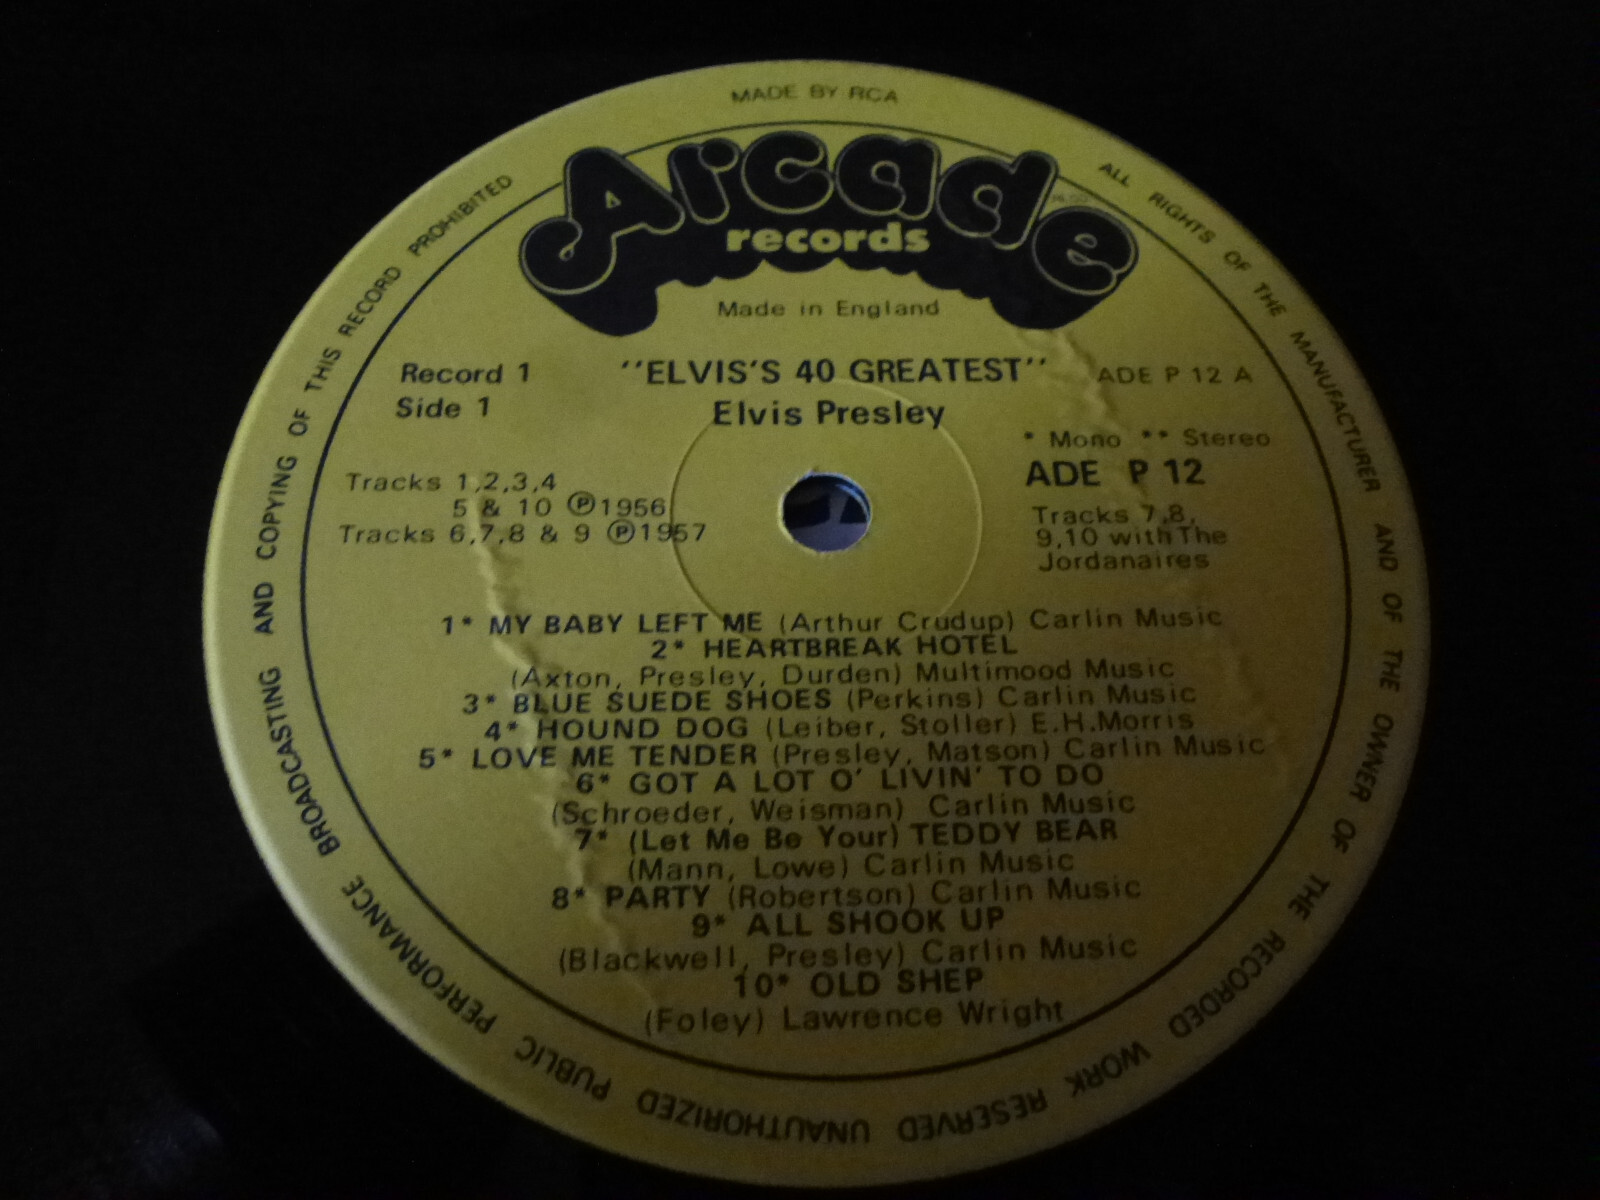 MADE BY RCA
ALL RIGHTS OF THE MANUFACTURER AND OF THE OWNER OF THE RECORDED WORK RESERVED UNAUTHORIZED PUBLIC PERFORMANCE BROADCASTING AND COPYING OF THIS RECORD PROHIBITED
Arcade
records
Made in England
Record 1 "ELVIS'S 40 GREATEST" ADE P 12 A
Side 1 Elvis Presley
* Mono ** Stereo
ADE P 12
Tracks 1,2,3,4
5 & 10 ℗1956
Tracks 6,7,8 & 9 ℗1957
Tracks 7,8,
9,10 with The
Jordanaires
1* MY BABY LEFT ME (Arthur Crudup) Carlin Music
2* HEARTBREAK HOTEL
(Axton, Presley, Durden) Multimood Music
3* BLUE SUEDE SHOES (Perkins) Carlin Music
4* HOUND DOG (Leiber, Stoller) E.H.Morris
5* LOVE ME TENDER (Presley, Matson) Carlin Music
6* GOT A LOT O' LIVIN' TO DO
(Schroeder, Weisman) Carlin Music
7* (Let Me Be Your) TEDDY BEAR
(Mann, Lowe) Carlin Music
8* PARTY (Robertson) Carlin Music
9* ALL SHOOK UP
(Blackwell, Presley) Carlin Music
10* OLD SHEP
(Foley) Lawrence Wright